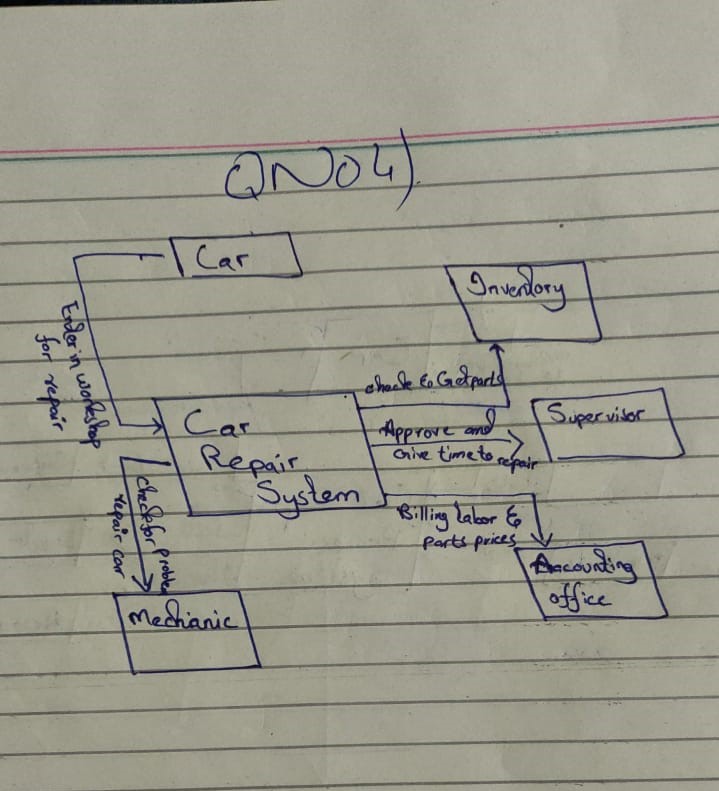 QNo4).
Car
Inventory
Enter in workshop
for repair
check & Get parts
Supervisor
Car
Repair
System
Approve and
Give time to repair
check for problem
repair car
Billing labor &
parts prices
Accounting
office
Mechanic